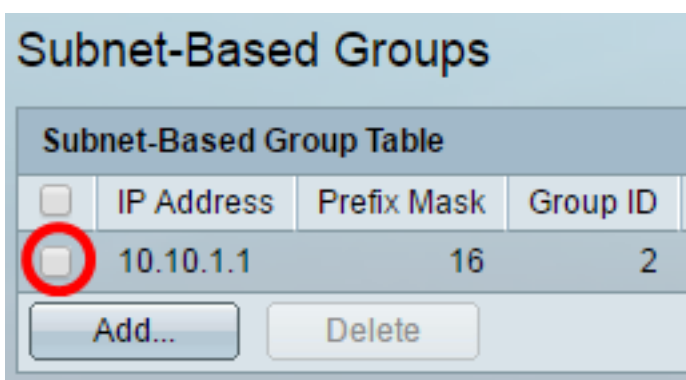 Subnet-Based Groups
Subnet-Based Group Table
IP Address Prefix Mask Group ID
10.10.1.1 16 2
Add... Delete